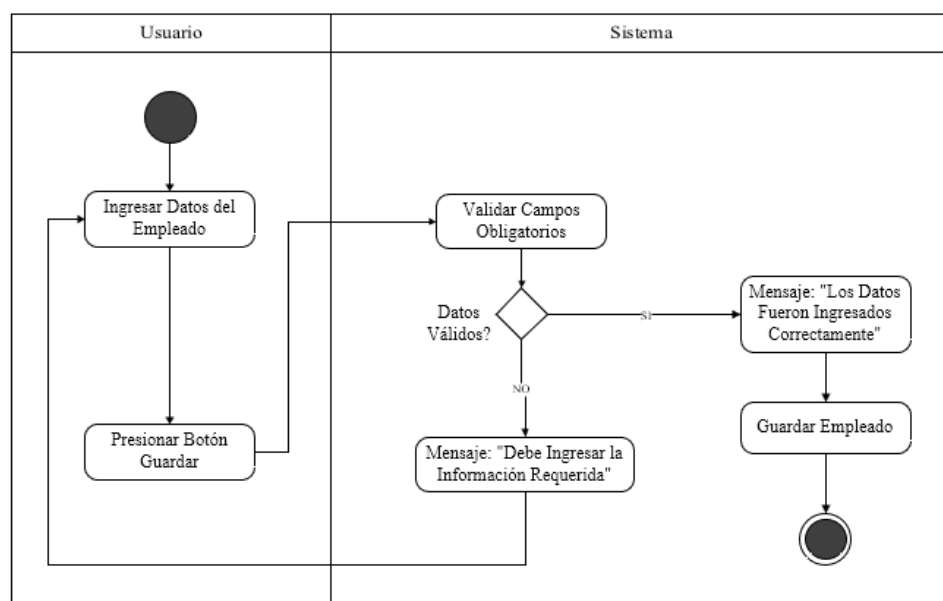 Usuario
Sistema
Ingresar Datos del
Empleado
Validar Campos
Obligatorios
Datos
Válidos?
SI
Mensaje: "Los Datos
Fueron Ingresados
Correctamente"
NO
Guardar Empleado
Presionar Botón
Guardar
Mensaje: "Debe Ingresar la
Información Requerida"